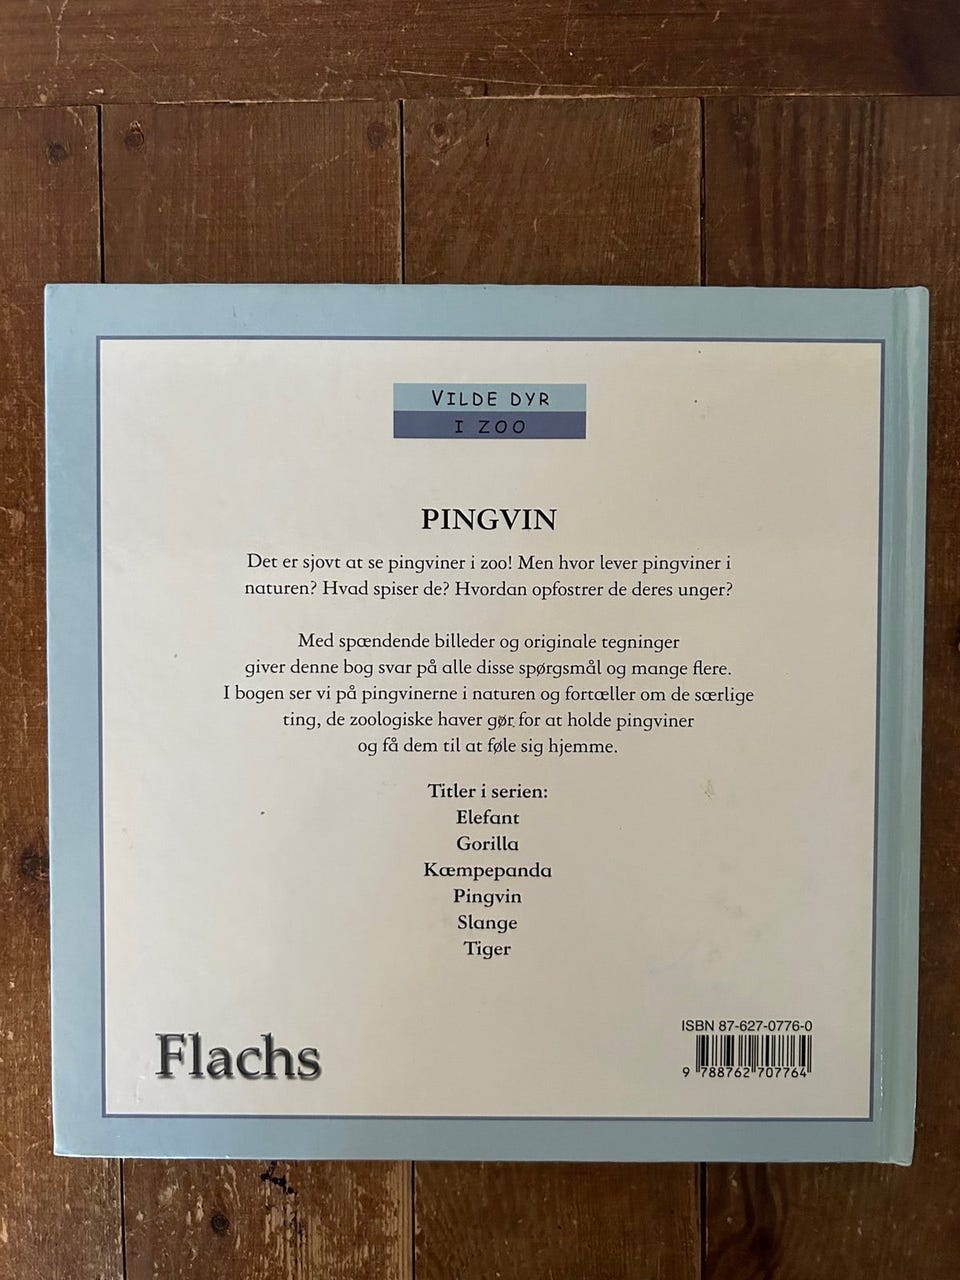 VILDE DYR
I ZOO
PINGVIN
Det er sjovt at se pingviner i zoo! Men hvor lever pingviner i
naturen? Hvad spiser de? Hvordan opfostrer de deres unger?
Med spændende billeder og originale tegninger
giver denne bog svar på alle disse spørgsmål og mange flere.
I bogen ser vi på pingvinerne i naturen og fortæller om de særlige
ting, de zoologiske haver gør for at holde pingviner
og få dem til at føle sig hjemme.
Titler i serien:
Elefant
Gorilla
Kæmpepanda
Pingvin
Slange
Tiger
Flachs
ISBN 87-627-0776-0
9 788762 707764